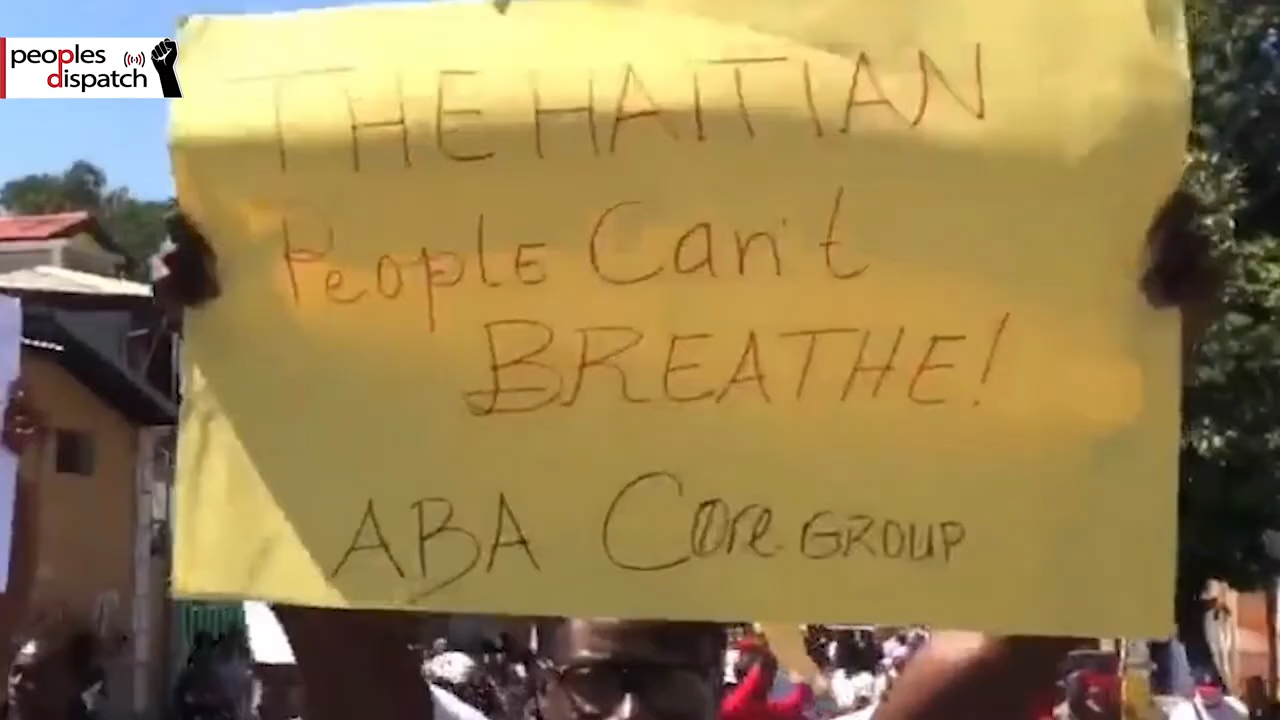 peoples
dispatch
THE HAITIAN
People Can't
BREATHE!
ABA Core GROUP